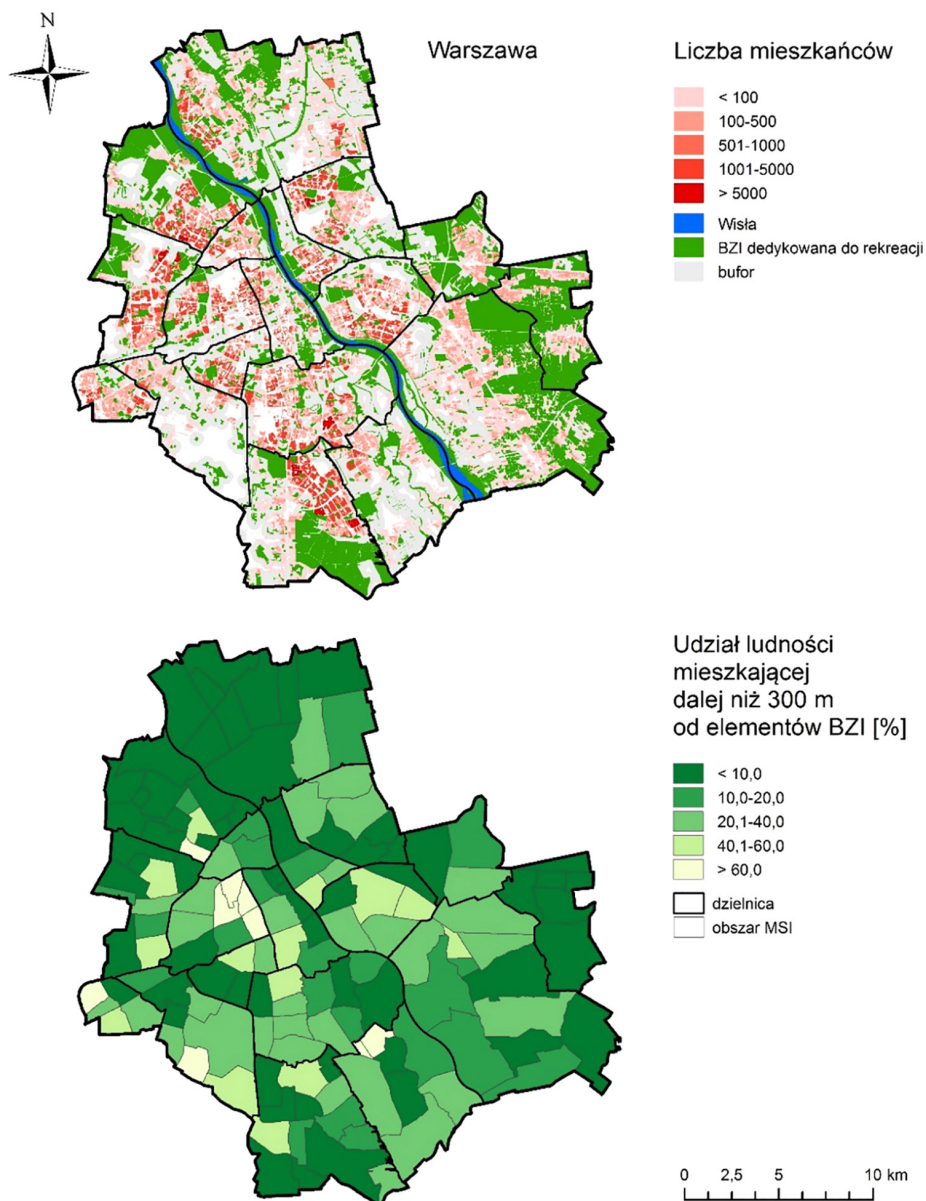 N
Warszawa
Liczba mieszkańców
< 100
100-500
501-1000
1001-5000
> 5000
Wisła
BZI dedykowana do rekreacji
bufor
Udział ludności
mieszkającej
dalej niż 300 m
od elementów BZI [%]
< 10,0
10,0-20,0
20,1-40,0
40,1-60,0
> 60,0
dzielnica
obszar MSI
0 2,5 5 10 km